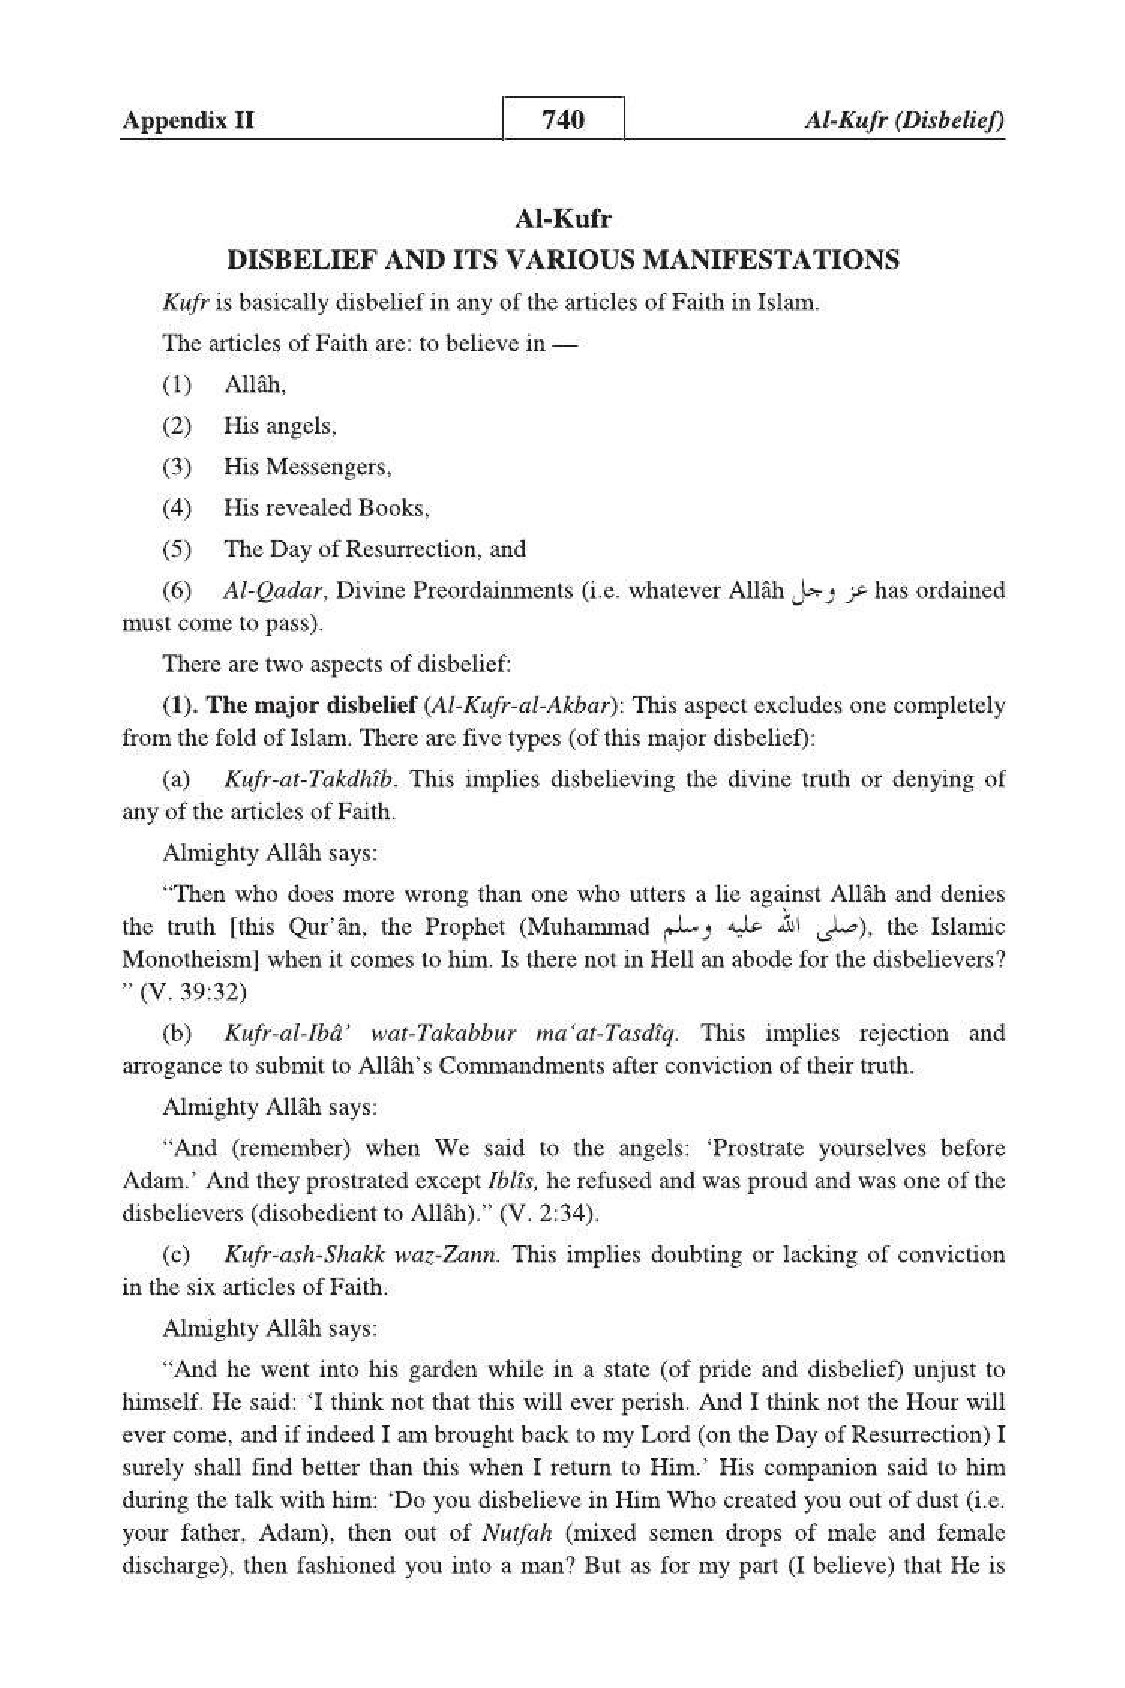 Appendix II 740 Al-Kufr (Disbelief)
Al-Kufr
DISBELIEF AND ITS VARIOUS MANIFESTATIONS
Kufr is basically disbelief in any of the articles of Faith in Islam.
The articles of Faith are: to believe in —
(1) Allâh,
(2) His angels,
(3) His Messengers,
(4) His revealed Books,
(5) The Day of Resurrection, and
(6) Al-Qadar, Divine Preordainments (i.e. whatever Allâh عز وجل has ordained
must come to pass).
There are two aspects of disbelief:
(1). The major disbelief (Al-Kufr-al-Akbar): This aspect excludes one completely
from the fold of Islam. There are five types (of this major disbelief):
(a) Kufr-at-Takdhîb. This implies disbelieving the divine truth or denying of
any of the articles of Faith.
Almighty Allâh says:
“Then who does more wrong than one who utters a lie against Allâh and denies
the truth [this Qur’ân, the Prophet (Muhammad صلى الله عليه وسلم), the Islamic
Monotheism] when it comes to him. Is there not in Hell an abode for the disbelievers?
” (V. 39:32)
(b) Kufr-al-Ibâ’ wat-Takabbur ma‘at-Tasdîq. This implies rejection and
arrogance to submit to Allâh’s Commandments after conviction of their truth.
Almighty Allâh says:
“And (remember) when We said to the angels: ‘Prostrate yourselves before
Adam.’ And they prostrated except Iblîs, he refused and was proud and was one of the
disbelievers (disobedient to Allâh).” (V. 2:34).
(c) Kufr-ash-Shakk waz-Zann. This implies doubting or lacking of conviction
in the six articles of Faith.
Almighty Allâh says:
“And he went into his garden while in a state (of pride and disbelief) unjust to
himself. He said: ‘I think not that this will ever perish. And I think not the Hour will
ever come, and if indeed I am brought back to my Lord (on the Day of Resurrection) I
surely shall find better than this when I return to Him.’ His companion said to him
during the talk with him: ‘Do you disbelieve in Him Who created you out of dust (i.e.
your father, Adam), then out of Nutfah (mixed semen drops of male and female
discharge), then fashioned you into a man? But as for my part (I believe) that He is